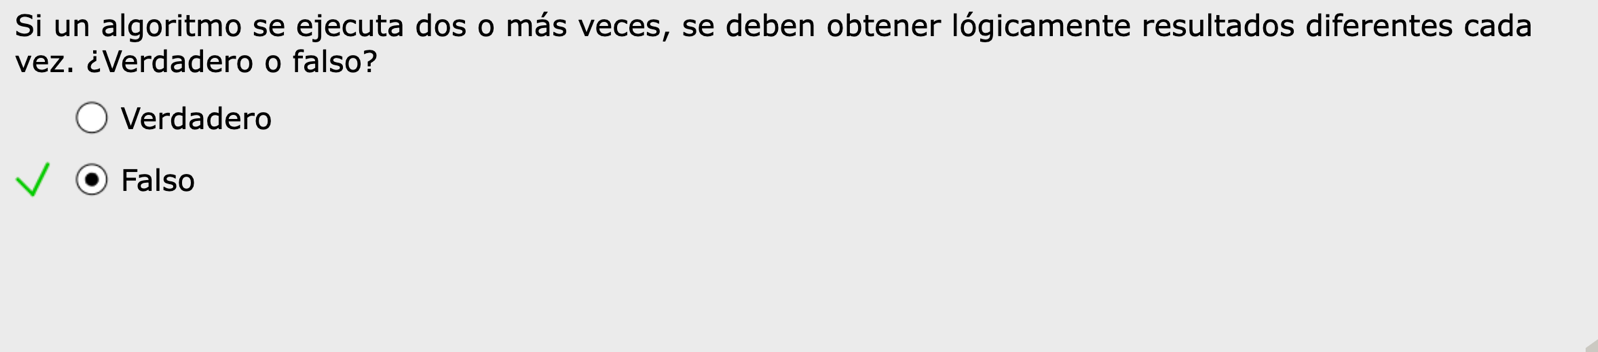 Si un algoritmo se ejecuta dos o más veces, se deben obtener lógicamente resultados diferentes cada
vez. ¿Verdadero o falso?
Verdadero
Falso